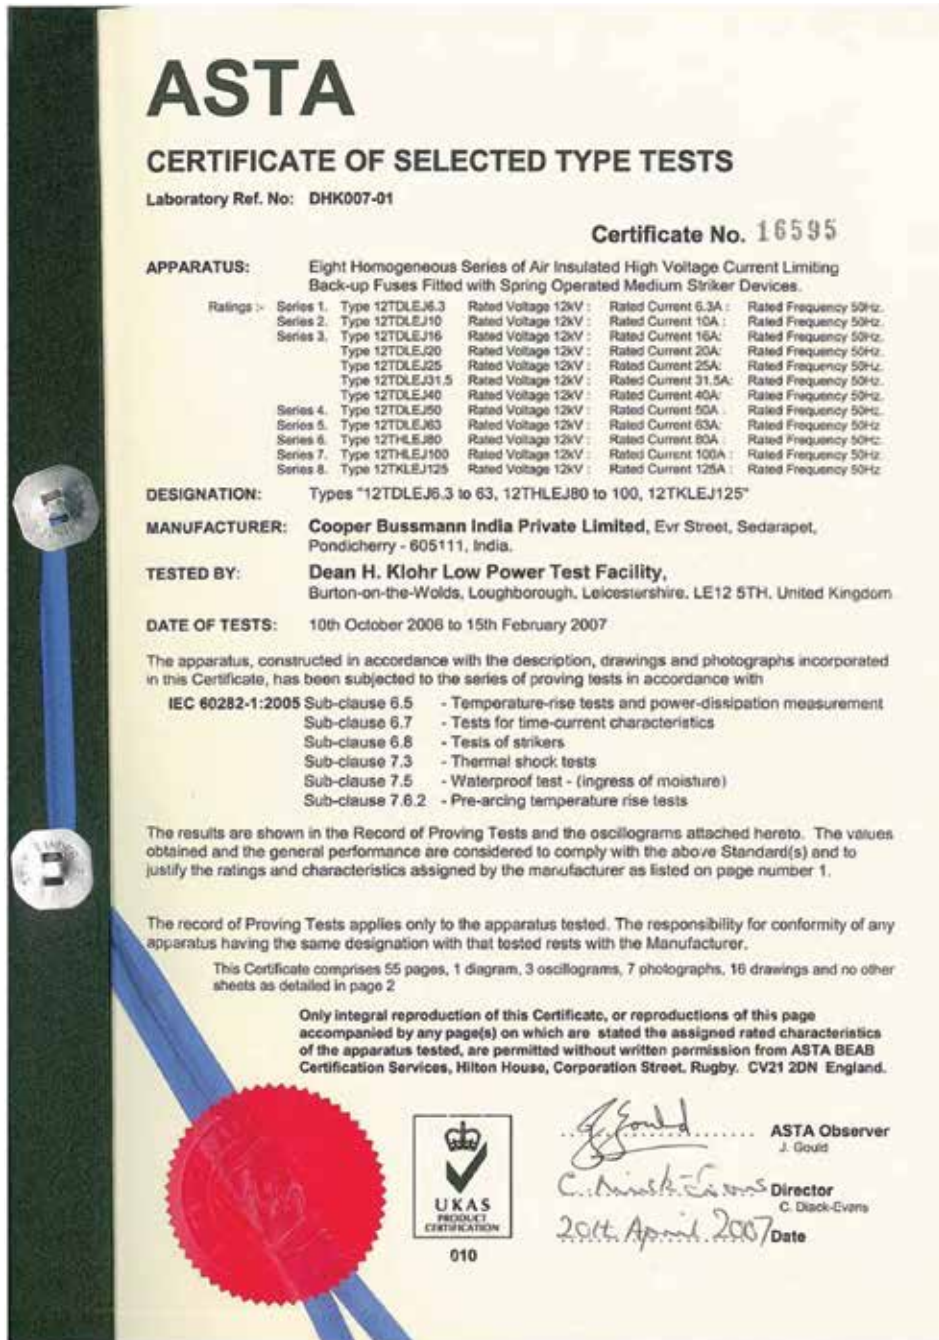 ASTA
CERTIFICATE OF SELECTED TYPE TESTS
Laboratory Ref. No: DHK007-01
Certificate No. 16595
APPARATUS: Eight Homogeneous Series of Air Insulated High Voltage Current Limiting
Back-up Fuses Fitted with Spring Operated Medium Striker Devices.
Ratings :- Series 1. Type 12TDLEJ6.3 Rated Voltage 12kV : Rated Current 6.3A : Rated Frequency 50Hz.
Series 2. Type 12TDLEJ10 Rated Voltage 12kV : Rated Current 10A : Rated Frequency 50Hz.
Series 3. Type 12TDLEJ16 Rated Voltage 12kV : Rated Current 16A: Rated Frequency 50Hz.
Type 12TDLEJ20 Rated Voltage 12kV : Rated Current 20A: Rated Frequency 50Hz.
Type 12TDLEJ25 Rated Voltage 12kV : Rated Current 25A: Rated Frequency 50Hz.
Type 12TDLEJ31.5 Rated Voltage 12kV : Rated Current 31.5A: Rated Frequency 50Hz.
Type 12TDLEJ40 Rated Voltage 12kV : Rated Current 40A: Rated Frequency 50Hz.
Series 4. Type 12TDLEJ50 Rated Voltage 12kV : Rated Current 50A : Rated Frequency 50Hz.
Series 5. Type 12TDLEJ63 Rated Voltage 12kV : Rated Current 63A: Rated Frequency 50Hz
Series 6. Type 12THLEJ80 Rated Voltage 12kV : Rated Current 80A : Rated Frequency 50Hz
Series 7. Type 12THLEJ100 Rated Voltage 12kV : Rated Current 100A : Rated Frequency 50Hz
Series 8. Type 12TKLEJ125 Rated Voltage 12kV : Rated Current 125A : Rated Frequency 50Hz
DESIGNATION: Types "12TDLEJ6.3 to 63, 12THLEJ80 to 100, 12TKLEJ125"
MANUFACTURER: Cooper Bussmann India Private Limited, Evr Street, Sedarapet,
Pondicherry - 605111, India.
TESTED BY: Dean H. Klohr Low Power Test Facility,
Burton-on-the-Wolds, Loughborough, Leicestershire, LE12 5TH, United Kingdom
DATE OF TESTS: 10th October 2006 to 15th February 2007
The apparatus, constructed in accordance with the description, drawings and photographs incorporated
in this Certificate, has been subjected to the series of proving tests in accordance with
IEC 60282-1:2005 Sub-clause 6.5 - Temperature-rise tests and power-dissipation measurement
Sub-clause 6.7 - Tests for time-current characteristics
Sub-clause 6.8 - Tests of strikers
Sub-clause 7.3 - Thermal shock tests
Sub-clause 7.5 - Waterproof test - (ingress of moisture)
Sub-clause 7.6.2 - Pre-arcing temperature rise tests
The results are shown in the Record of Proving Tests and the oscillograms attached hereto. The values
obtained and the general performance are considered to comply with the above Standard(s) and to
justify the ratings and characteristics assigned by the manufacturer as listed on page number 1.
The record of Proving Tests applies only to the apparatus tested. The responsibility for conformity of any
apparatus having the same designation with that tested rests with the Manufacturer.
This Certificate comprises 55 pages, 1 diagram, 3 oscillograms, 7 photographs, 16 drawings and no other
sheets as detailed in page 2
Only integral reproduction of this Certificate, or reproductions of this page
accompanied by any page(s) on which are stated the assigned rated characteristics
of the apparatus tested, are permitted without written permission from ASTA BEAB
Certification Services, Hilton House, Corporation Street, Rugby. CV21 2DN England.
J. Gould ASTA Observer
J. Gould
C. Diack-Evans Director
C. Diack-Evans
20th April 2007 Date
UKAS
PRODUCT
CERTIFICATION
010